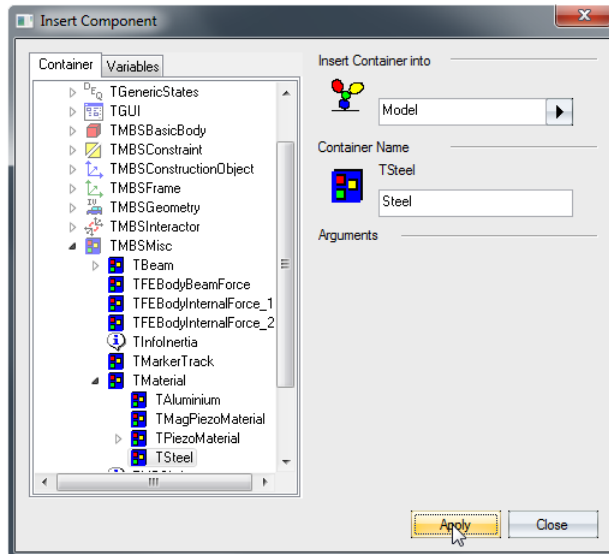 Insert Component
Container
Variables
TGenericStates
TGUI
TMBSBasicBody
TMBSConstraint
TMBSConstructionObject
TMBSFrame
TMBSGeometry
TMBSInteractor
TMBSMisc
TBeam
TFEBodyBeamForce
TFEBodyInternalForce_1
TFEBodyInternalForce_2
TInfoInertia
TMarkerTrack
TMaterial
TAluminium
TMagPiezoMaterial
TPiezoMaterial
TSteel
Insert Container into
Model
Container Name
TSteel
Steel
Arguments
Apply
Close